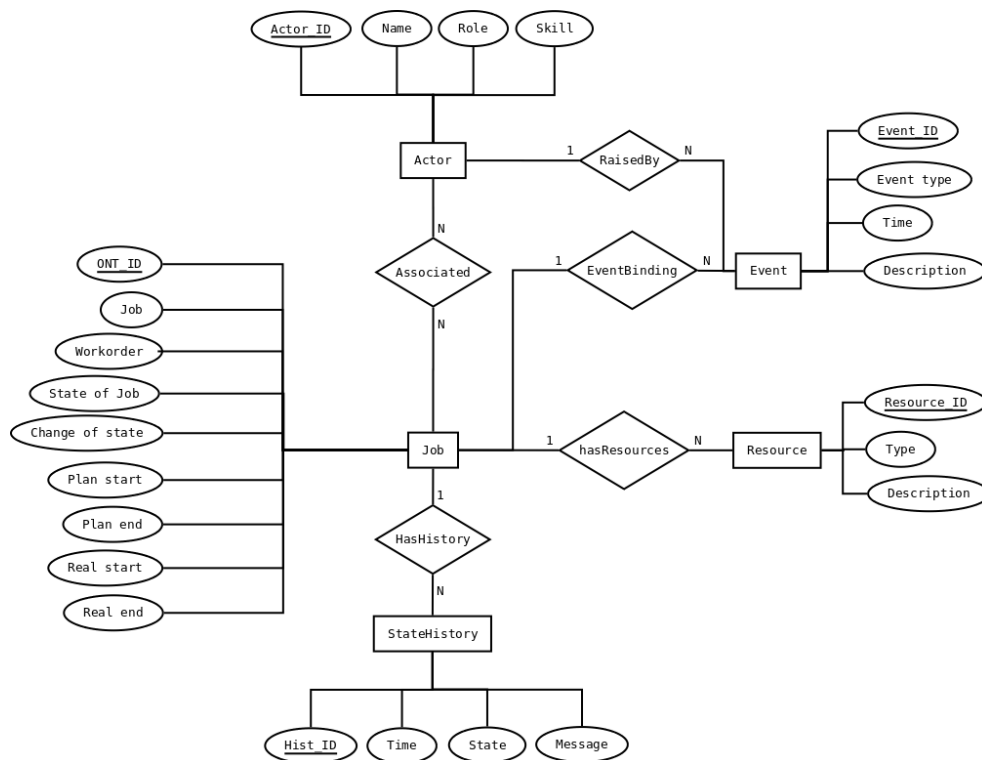 Actor_ID
Name
Role
Skill
Actor
1
RaisedBy
N
Event_ID
Event type
Time
Description
N
Associated
N
1
EventBinding
N
Event
ONT_ID
Job
Workorder
State of Job
Change of state
Plan start
Plan end
Real start
Real end
Job
1
hasResources
N
Resource
Resource_ID
Type
Description
1
HasHistory
N
StateHistory
Hist_ID
Time
State
Message